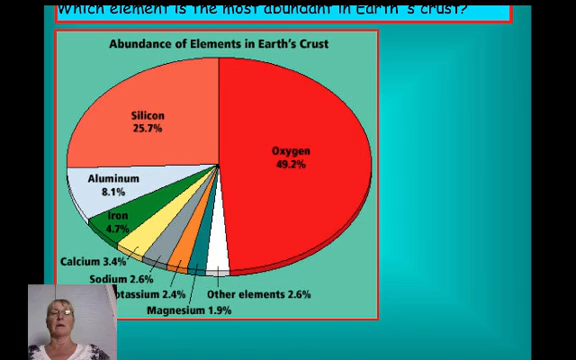 Which element is the most abundant in Earth's crust?
Abundance of Elements in Earth's Crust
Silicon
25.7%
Oxygen
49.2%
Aluminum
8.1%
Iron
4.7%
Calcium 3.4%
Sodium 2.6%
otassium 2.4%
Other elements 2.6%
Magnesium 1.9%